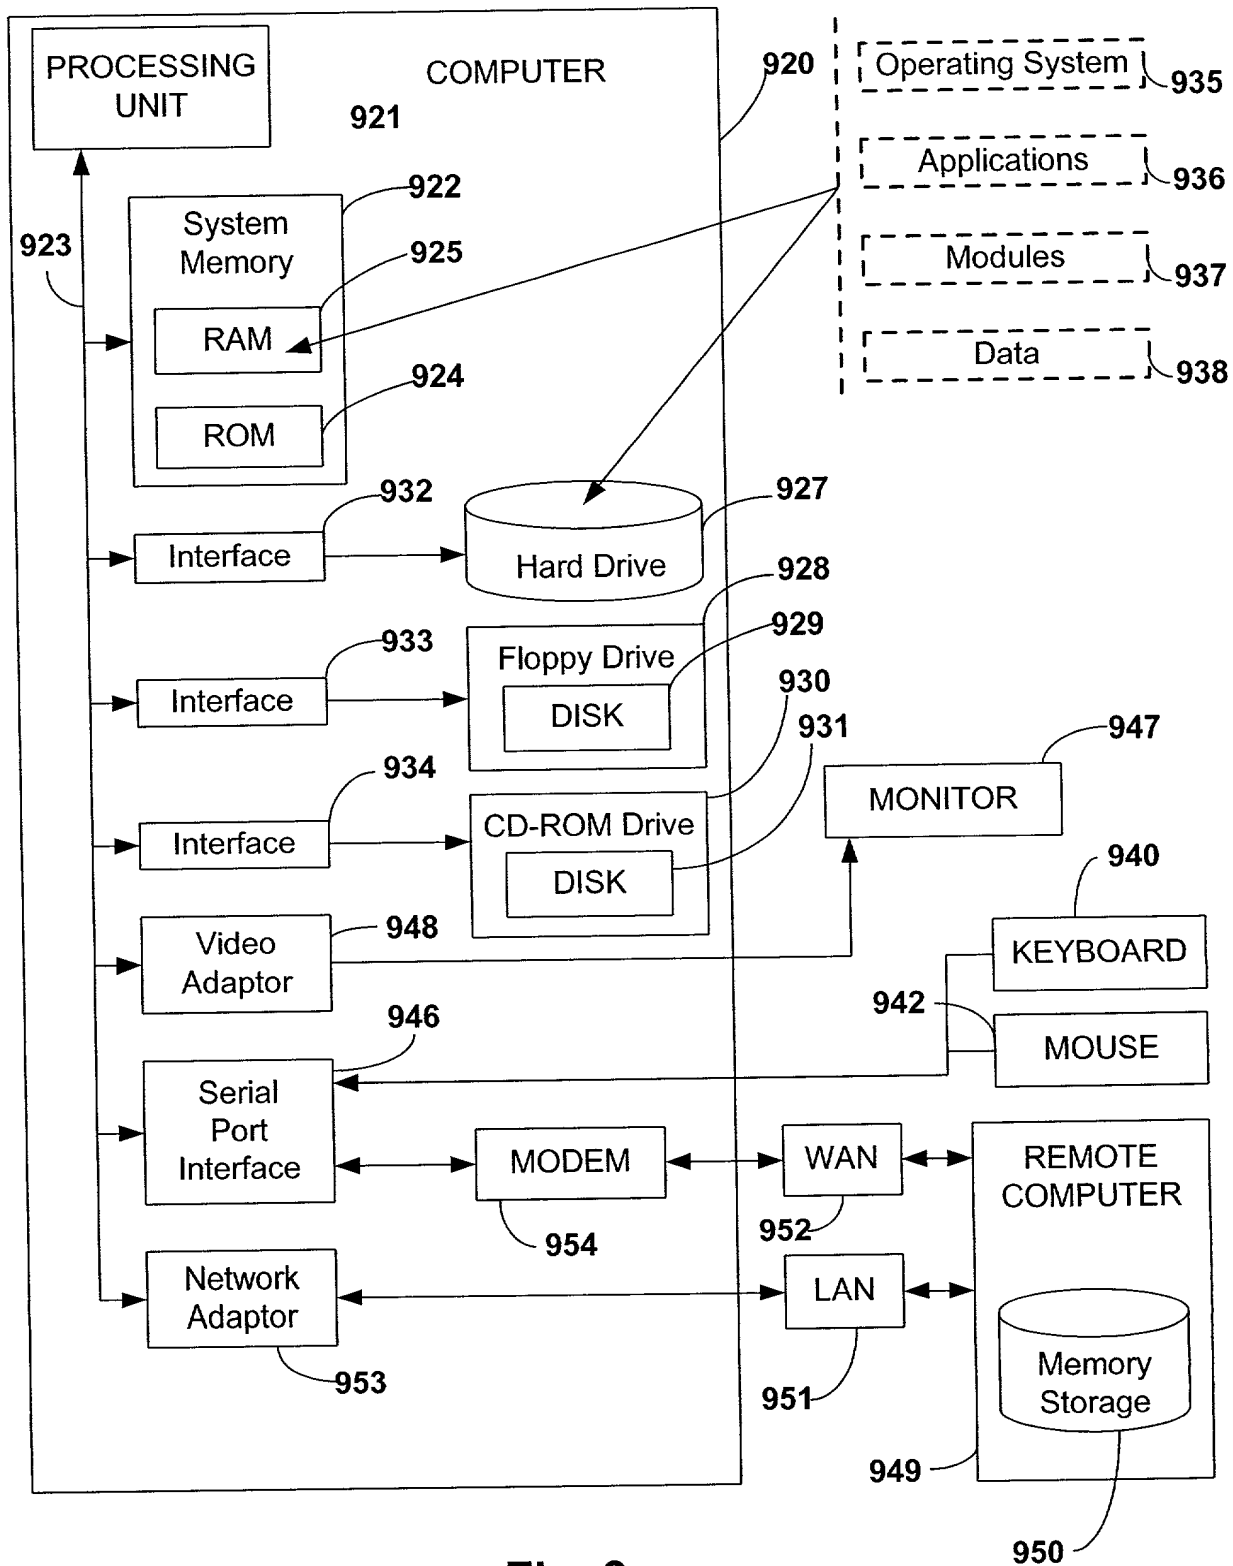 PROCESSING
UNIT
COMPUTER
921
920
Operating System
935
Applications
936
Modules
937
Data
938
922
System
Memory
923
925
RAM
924
ROM
932
Interface
927
Hard Drive
928
933
Interface
929
Floppy Drive
DISK
930
931
934
Interface
CD-ROM Drive
DISK
947
MONITOR
948
Video
Adaptor
940
KEYBOARD
942
MOUSE
946
Serial
Port
Interface
MODEM
954
WAN
952
REMOTE
COMPUTER
Network
Adaptor
953
LAN
951
Memory
Storage
949
950